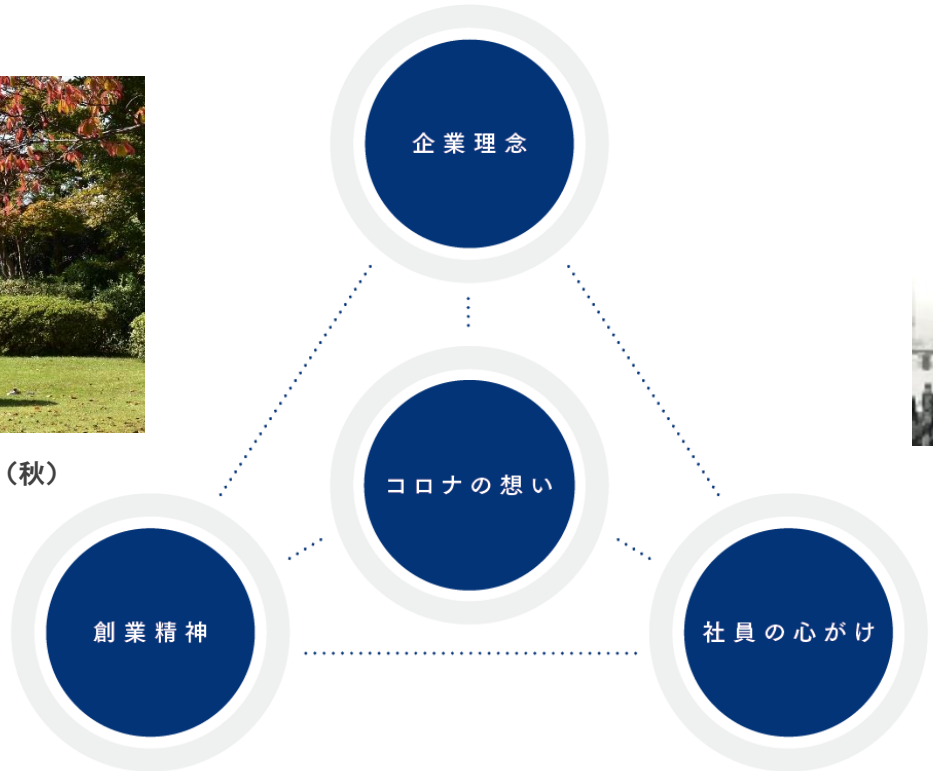 企業理念
コロナの想い
（秋）
創業精神
社員の心がけ